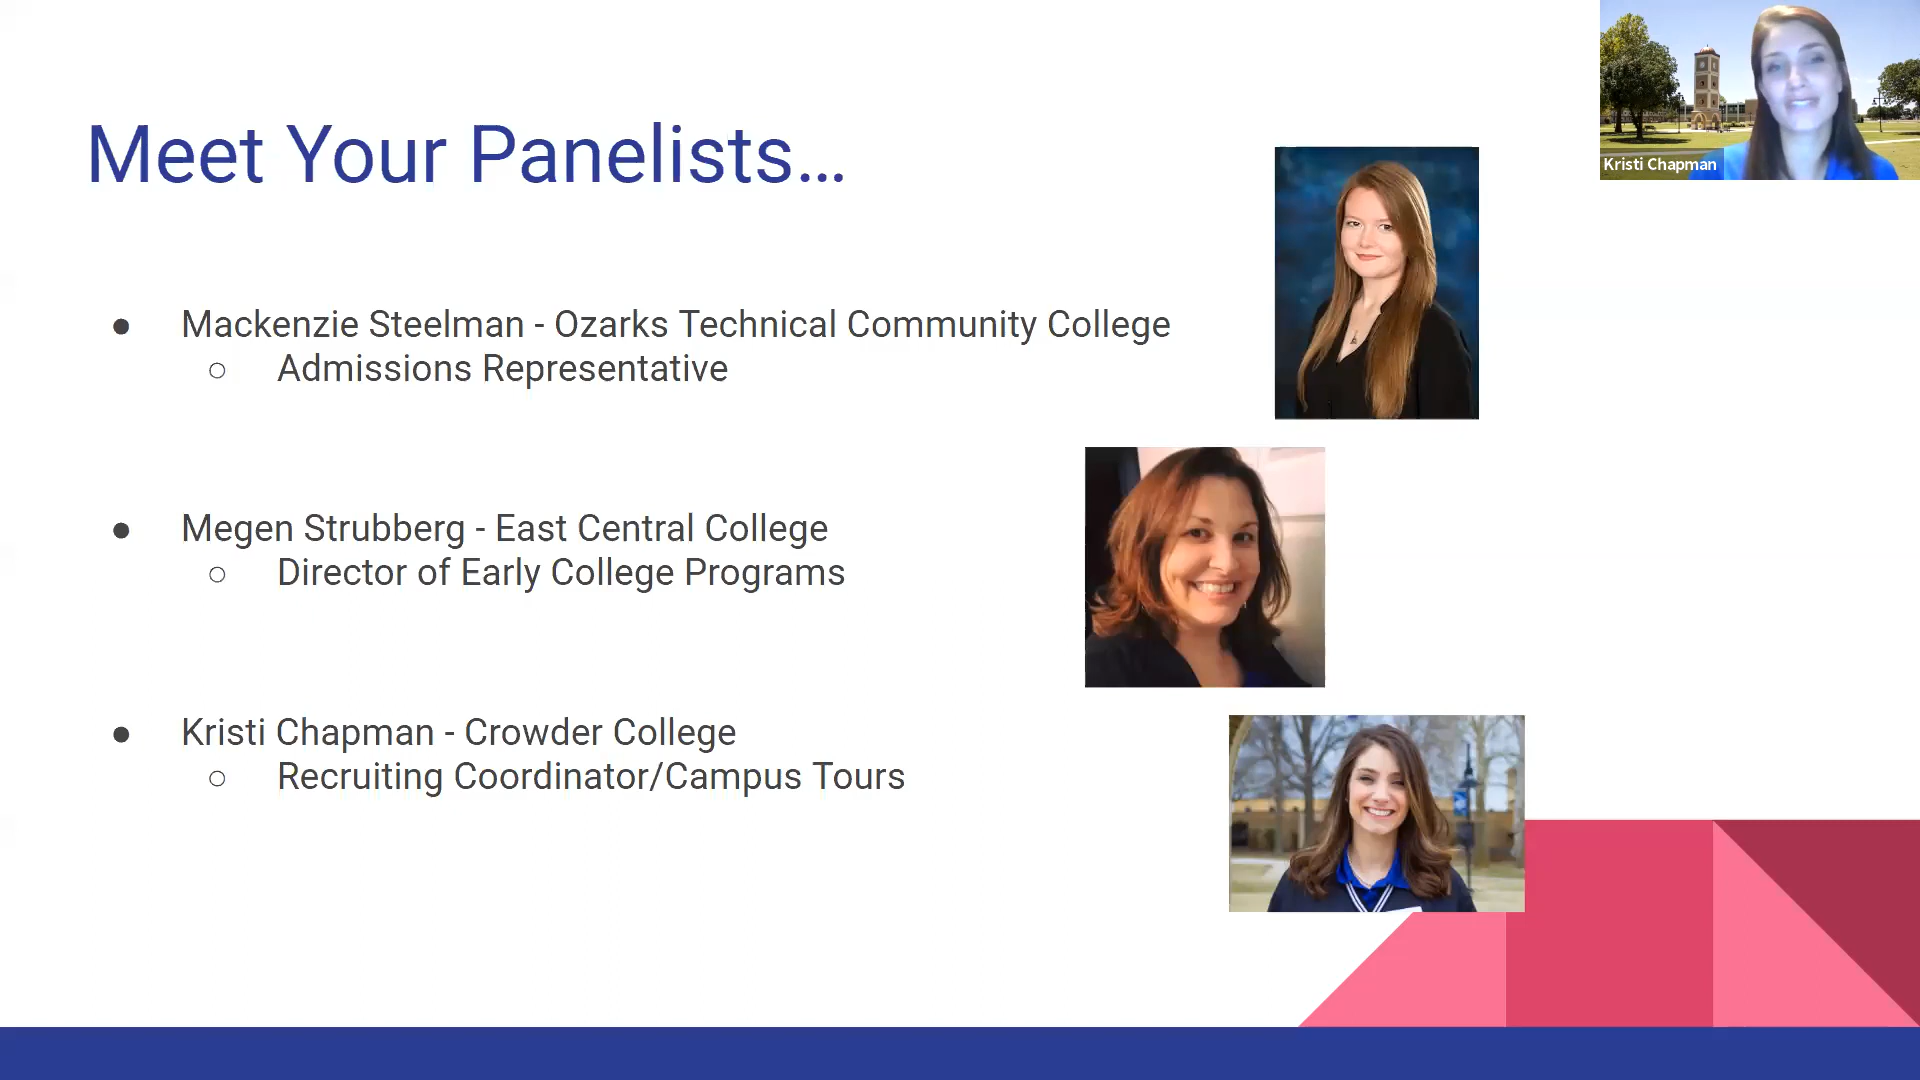 Meet Your Panelists...
Kristi Chapman
● Mackenzie Steelman - Ozarks Technical Community College
○ Admissions Representative
● Megen Strubberg - East Central College
○ Director of Early College Programs
● Kristi Chapman - Crowder College
○ Recruiting Coordinator/Campus Tours